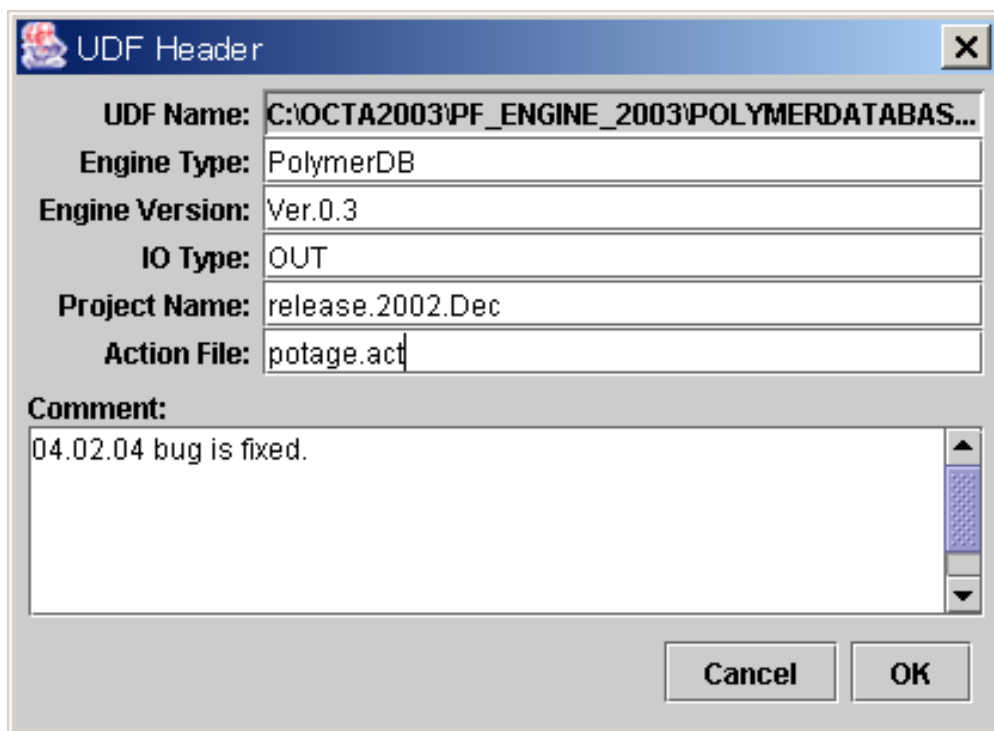 UDF Header
UDF Name: C:\OCTA2003\PF_ENGINE_2003\POLYMERDATABAS...
Engine Type: PolymerDB
Engine Version: Ver.0.3
IO Type: OUT
Project Name: release.2002.Dec
Action File: potage.act
Comment:
04.02.04 bug is fixed.
Cancel OK